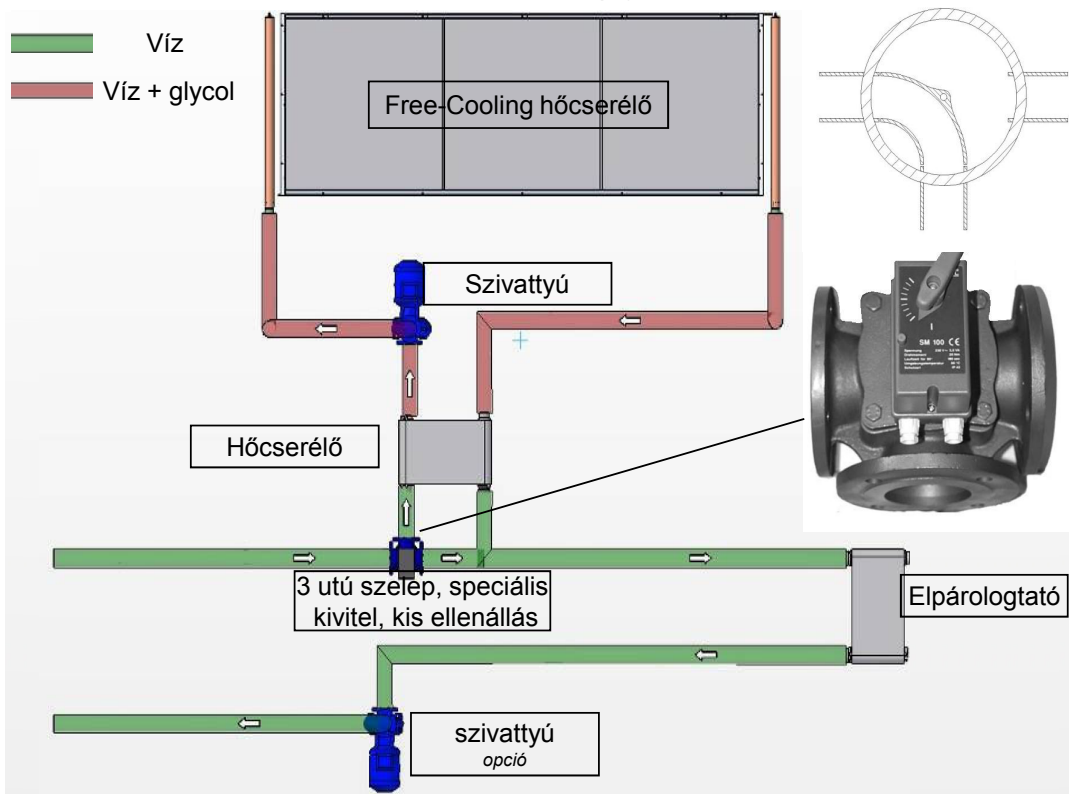 Víz
Víz + glycol
Free-Cooling hőcserélő
Szivattyú
Hőcserélő
3 utú szelep, speciális
kivitel, kis ellenállás
Elpárologtató
szivattyú
opció
I
SM 100 CE